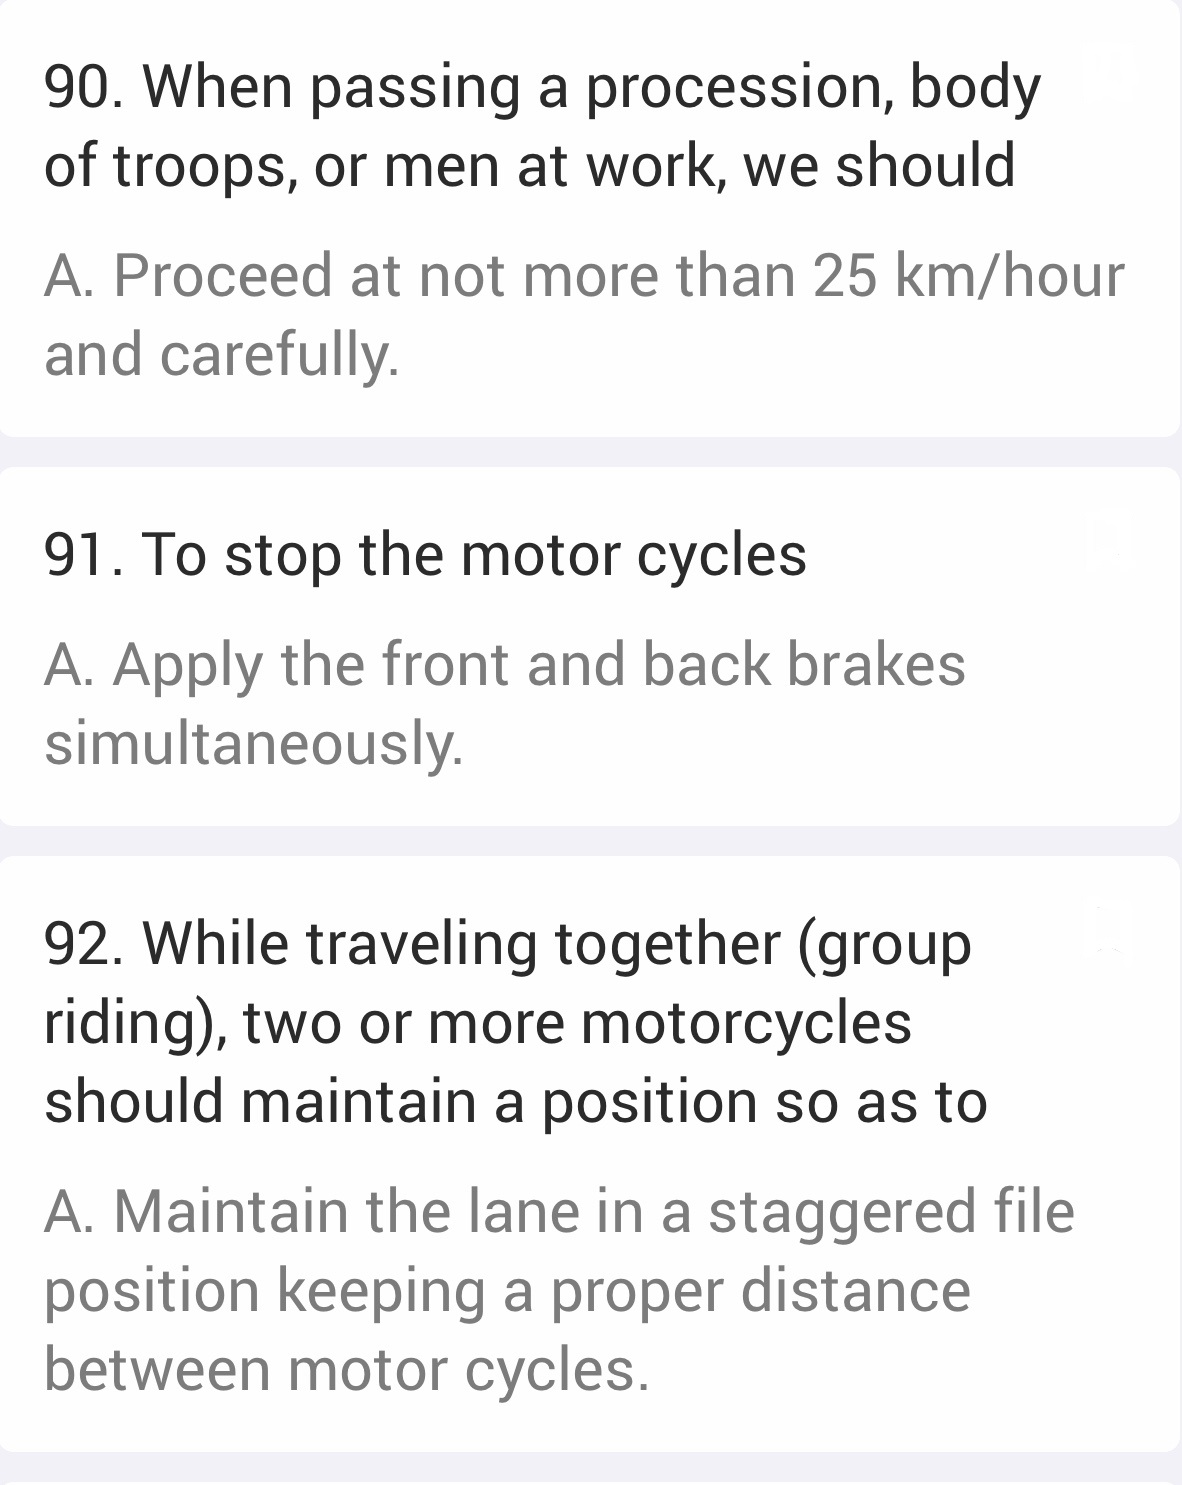 90. When passing a procession, body
of troops, or men at work, we should
A. Proceed at not more than 25 km/hour
and carefully.
91. To stop the motor cycles
A. Apply the front and back brakes
simultaneously.
92. While traveling together (group
riding), two or more motorcycles
should maintain a position so as to
A. Maintain the lane in a staggered file
position keeping a proper distance
between motor cycles.